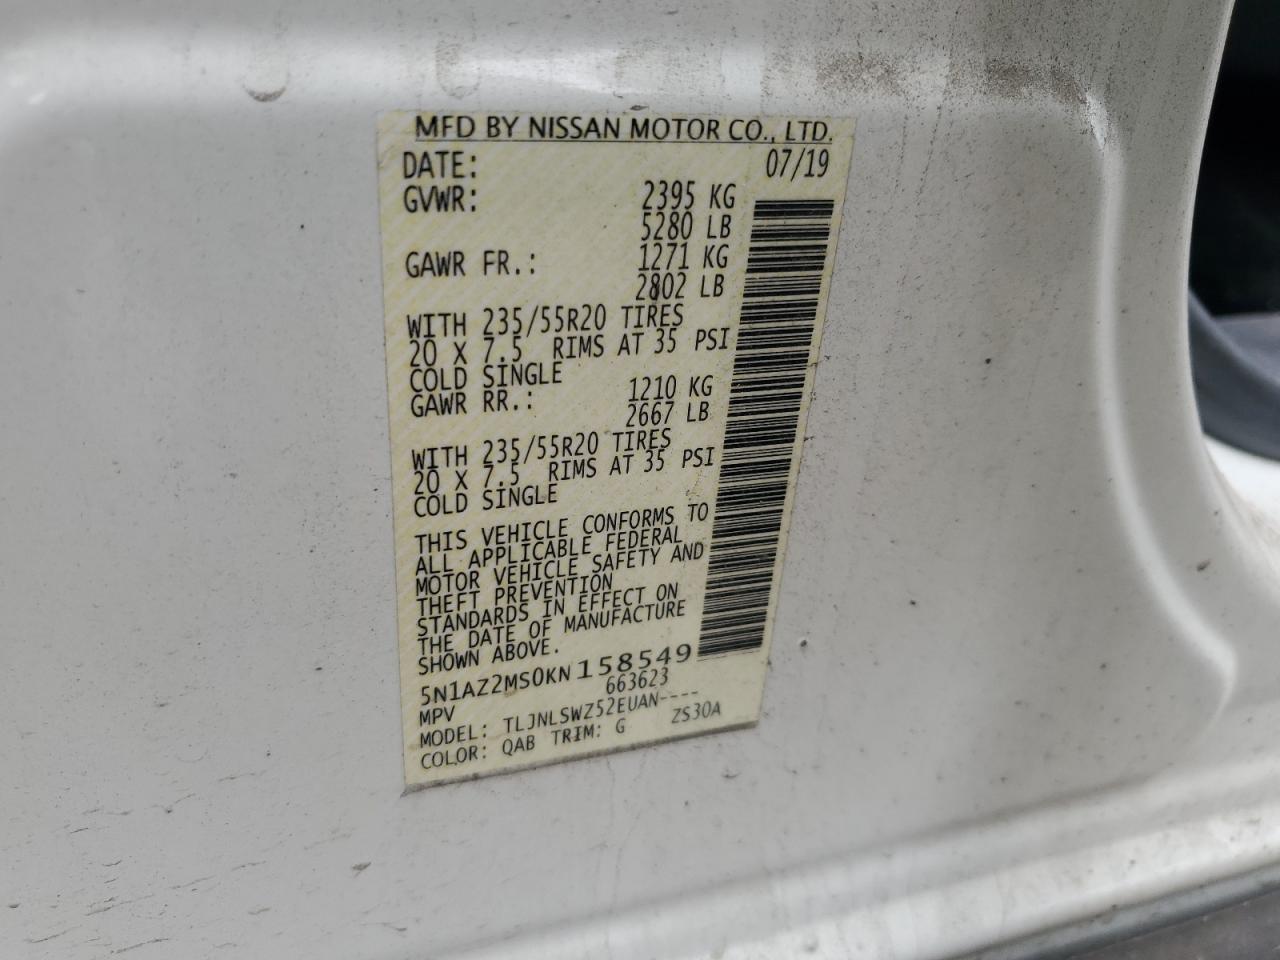 MFD BY NISSAN MOTOR CO., LTD.
DATE: 07/19
GVWR: 2395 KG
5280 LB
GAWR FR.: 1271 KG
2802 LB
WITH 235/55R20 TIRES
20 X 7.5 RIMS AT 35 PSI
COLD SINGLE
GAWR RR.: 1210 KG
2667 LB
WITH 235/55R20 TIRES
20 X 7.5 RIMS AT 35 PSI
COLD SINGLE
THIS VEHICLE CONFORMS TO
ALL APPLICABLE FEDERAL
MOTOR VEHICLE SAFETY AND
THEFT PREVENTION
STANDARDS IN EFFECT ON
THE DATE OF MANUFACTURE
SHOWN ABOVE.
5N1AZ2MS0KN158549
MPV 663623
MODEL: TLJNLSWZ52EUAN----
COLOR: QAB TRIM: G ZS30A